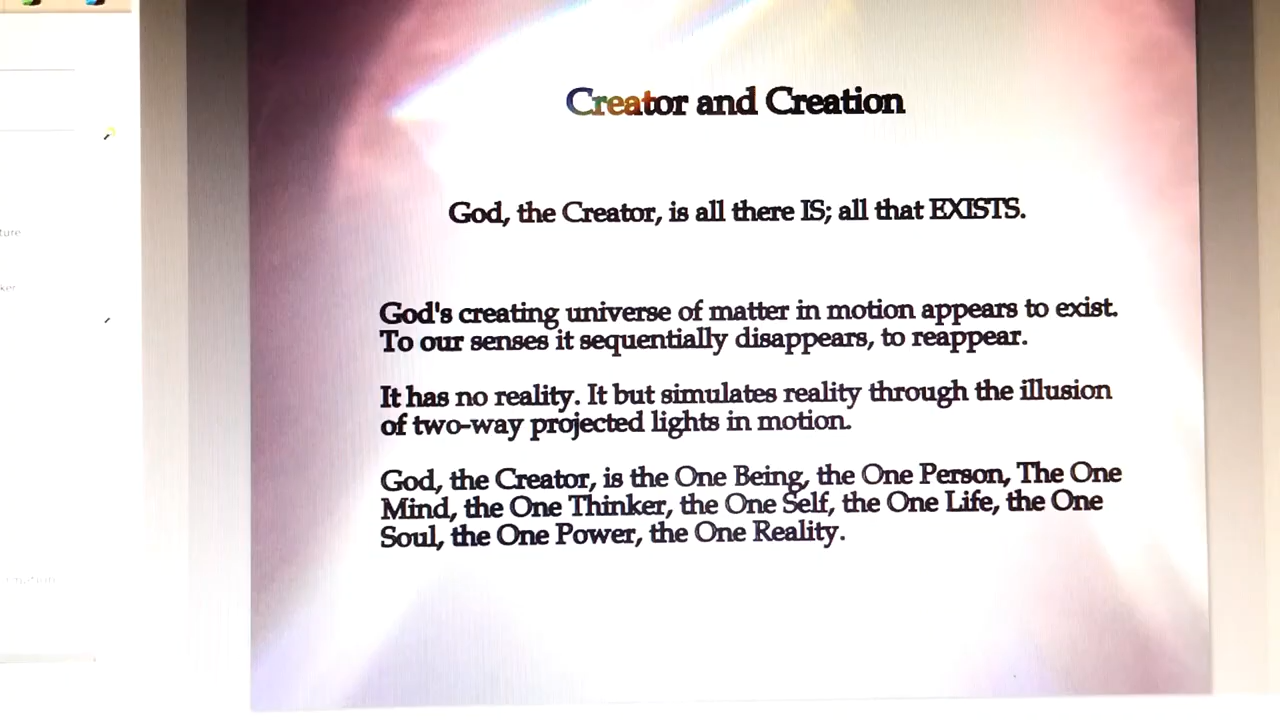 Creator and Creation
God, the Creator, is all there IS; all that EXISTS.
God's creating universe of matter in motion appears to exist.
To our senses it sequentially disappears, to reappear.
It has no reality. It but simulates reality through the illusion
of two-way projected lights in motion.
God, the Creator, is the One Being, the One Person, The One
Mind, the One Thinker, the One Self, the One Life, the One
Soul, the One Power, the One Reality.
ture
ker